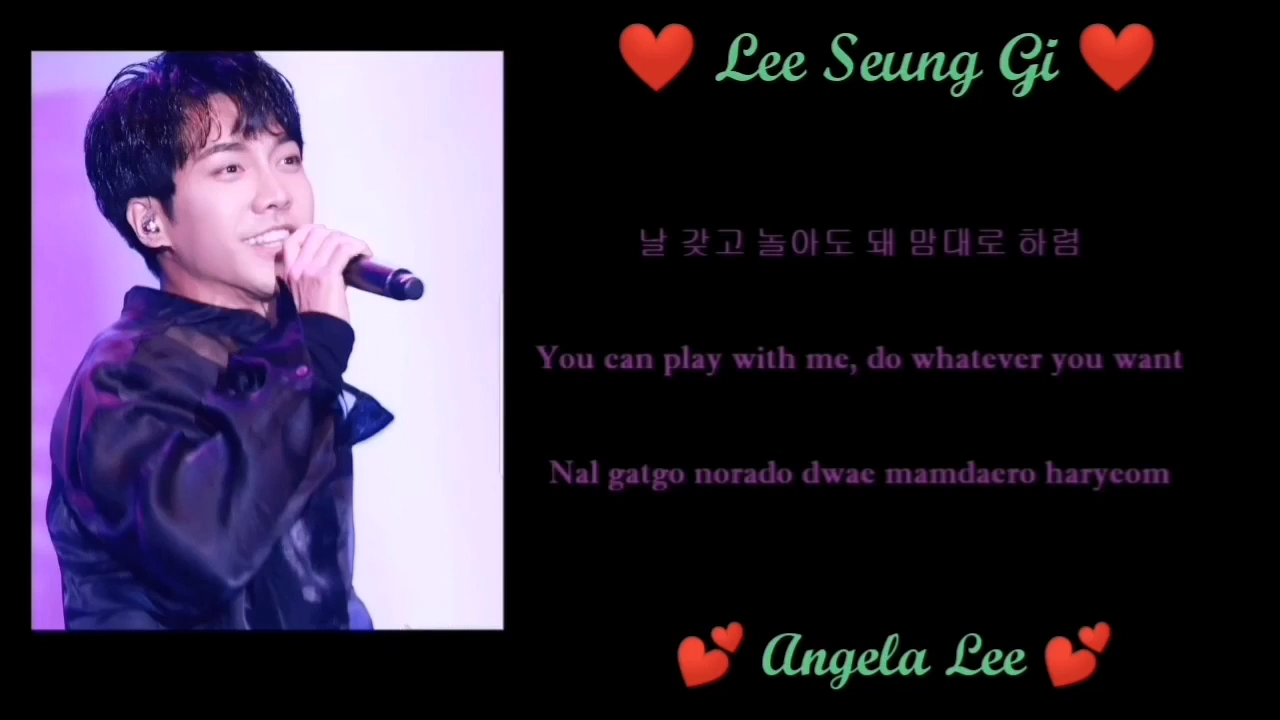 ❤️ Lee Seung Gi ❤️
날 갖고 놀아도 돼 맘대로 하렴
You can play with me, do whatever you want
Nal gatgo norado dwae mamdaero haryeom
💕 Angela Lee 💕